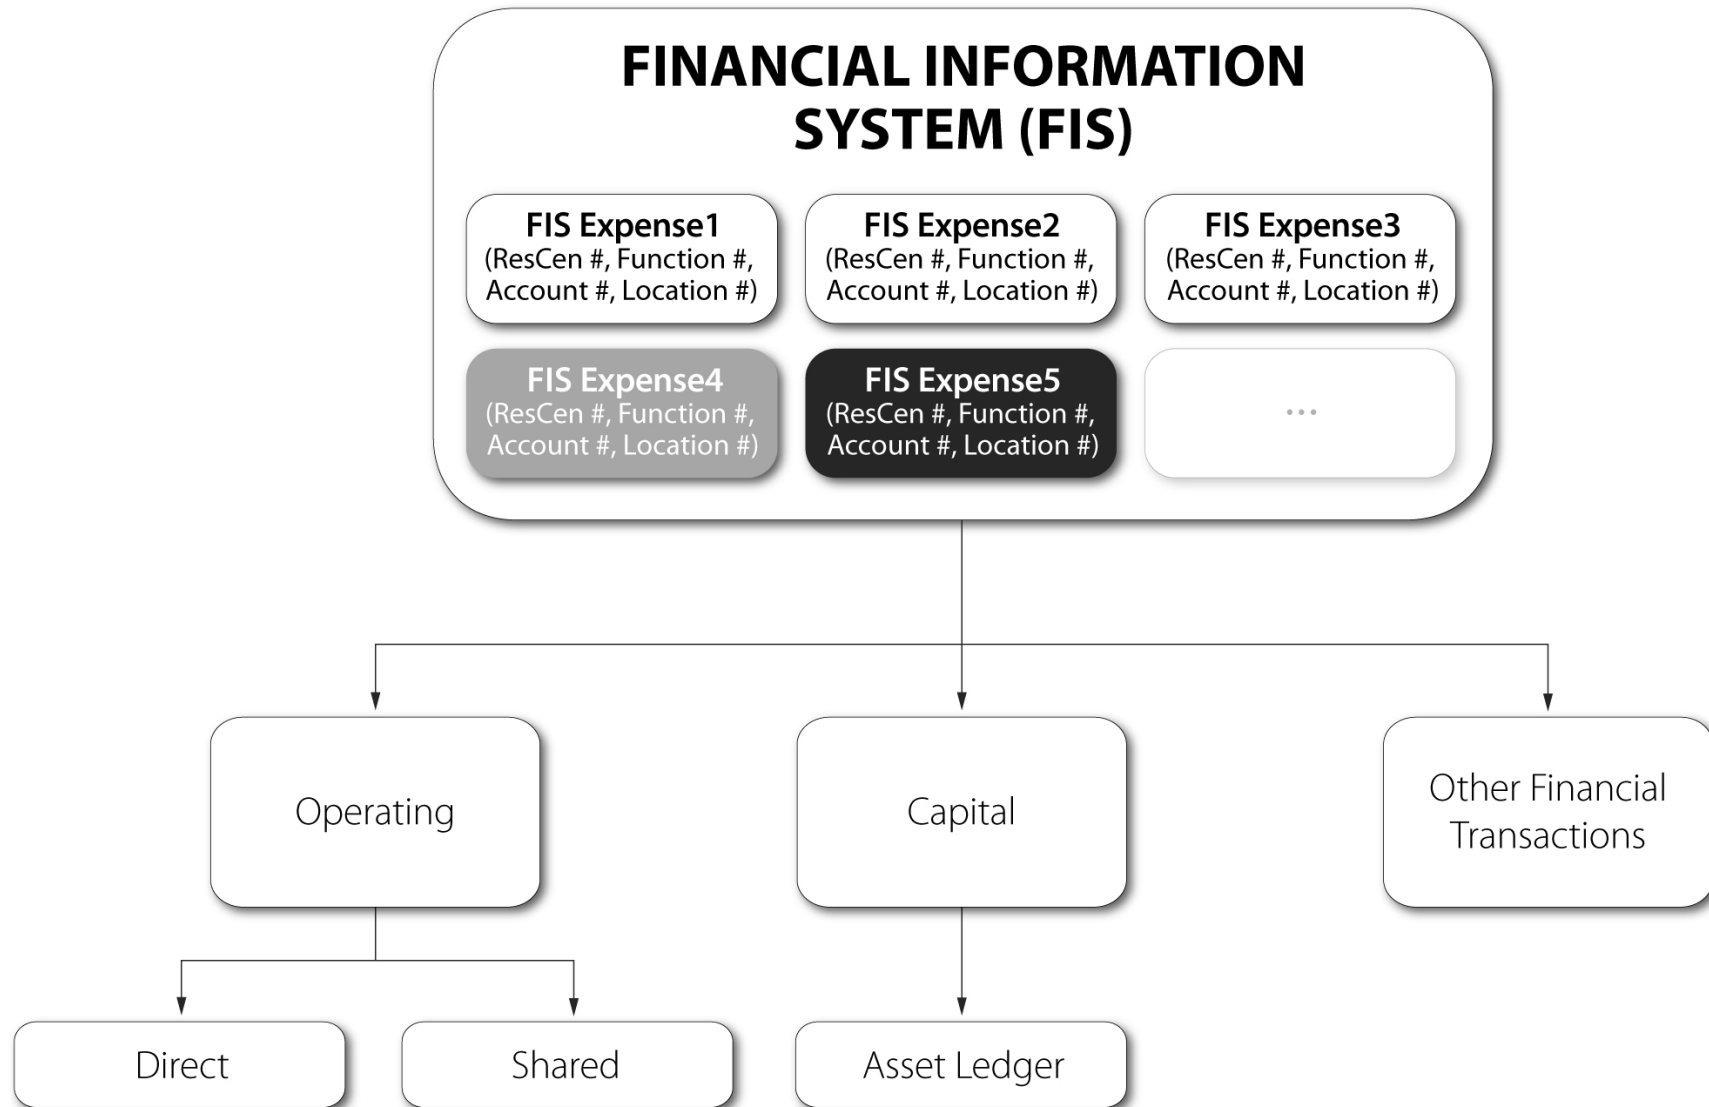 FINANCIAL INFORMATION
SYSTEM (FIS)
FIS Expense1
(ResCen #, Function #,
Account #, Location #)
FIS Expense2
(ResCen #, Function #,
Account #, Location #)
FIS Expense3
(ResCen #, Function #,
Account #, Location #)
FIS Expense4
(ResCen #, Function #,
Account #, Location #)
FIS Expense5
(ResCen #, Function #,
Account #, Location #)
...
Operating
Capital
Other Financial
Transactions
Direct
Shared
Asset Ledger